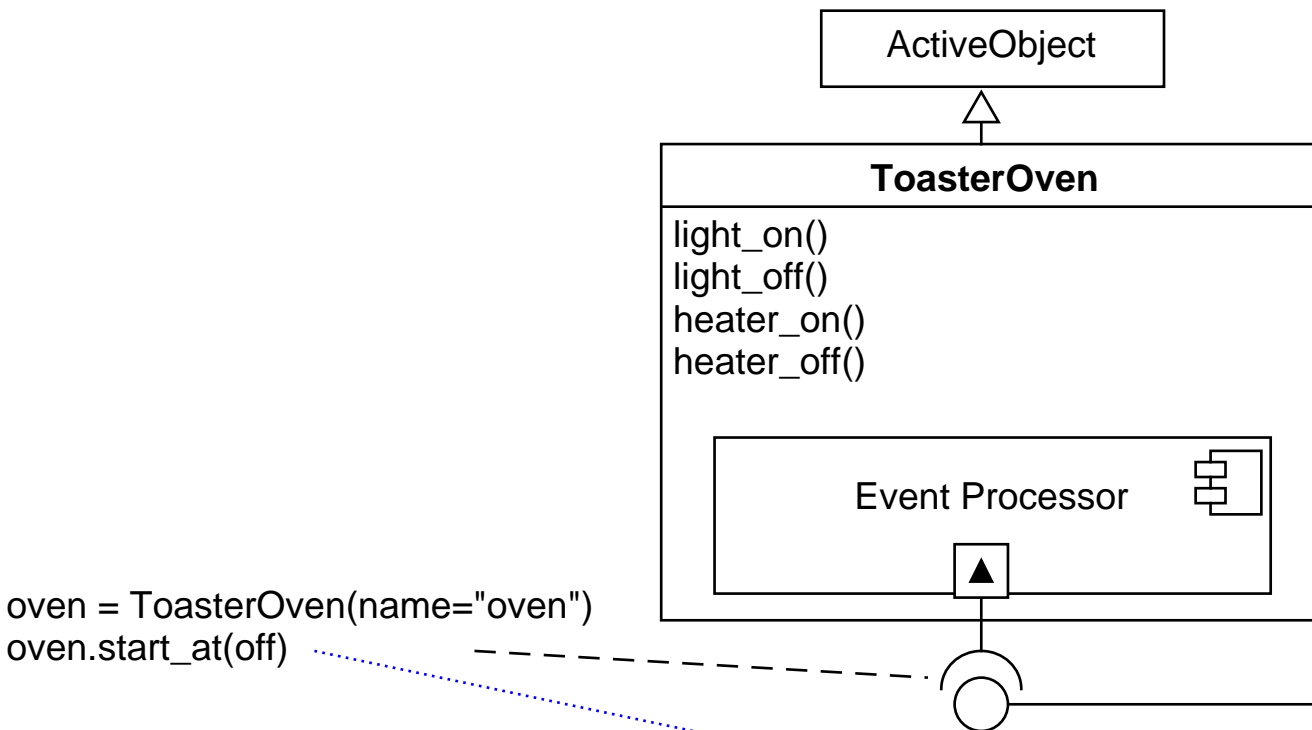 ActiveObject
ToasterOven
light_on()
light_off()
heater_on()
heater_off()
Event Processor
oven = ToasterOven(name="oven")
oven.start_at(off)